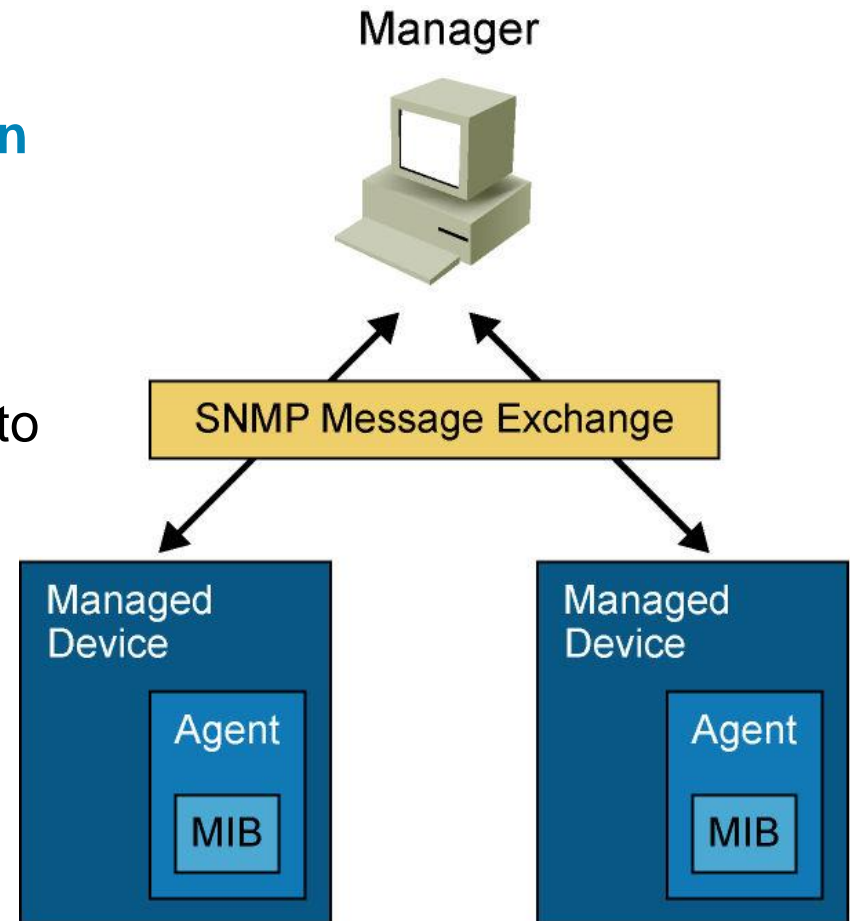 Manager
n
to
SNMP Message Exchange
Managed
Device
Agent
MIB
Managed
Device
Agent
MIB